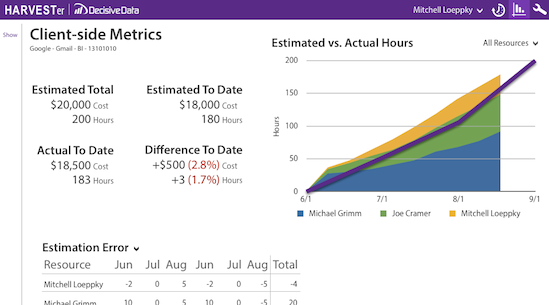 HARVESTer DecisiveData Mitchell Loeppky
Show
Client-side Metrics
Google - Gmail - BI - 13101010
Estimated Total Estimated To Date
$20,000 Cost $18,000 Cost
200 Hours 180 Hours
Actual To Date Difference To Date
$18,500 Cost +$500 (2.8%) Cost
183 Hours +3 (1.7%) Hours
Estimated vs. Actual Hours All Resources
200
150
100
50
0
Hours
6/1 7/1 8/1 9/1
Michael Grimm Joe Cramer Mitchell Loeppky
Estimation Error
Resource Jun Jul Aug Jun Jul Aug Total
Mitchell Loeppky -2 0 5 -2 0 -5 -4
Michael Grimm 10 0 5 10 0 -5 20